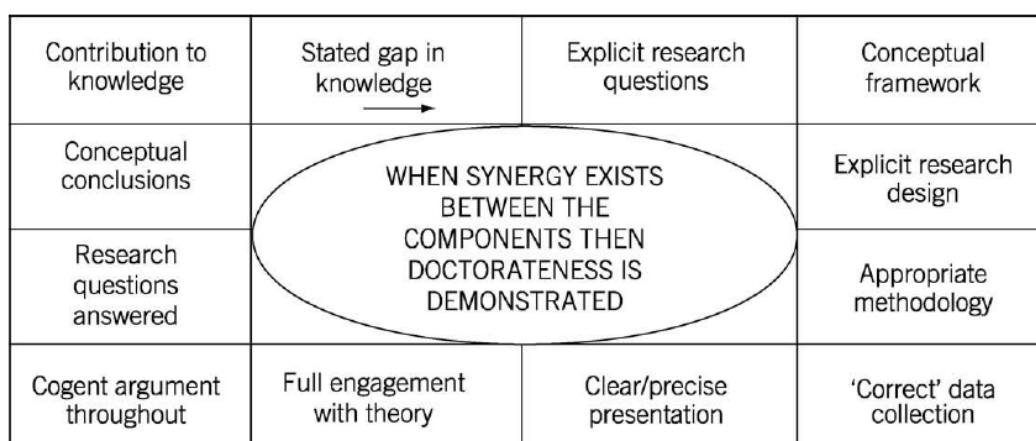 Contribution to
knowledge
Stated gap in
knowledge
Explicit research
questions
Conceptual
framework
Conceptual
conclusions
WHEN SYNERGY EXISTS
BETWEEN THE
COMPONENTS THEN
DOCTORATENESS IS
DEMONSTRATED
Explicit research
design
Research
questions
answered
Appropriate
methodology
Cogent argument
throughout
Full engagement
with theory
Clear/precise
presentation
‘Correct’ data
collection